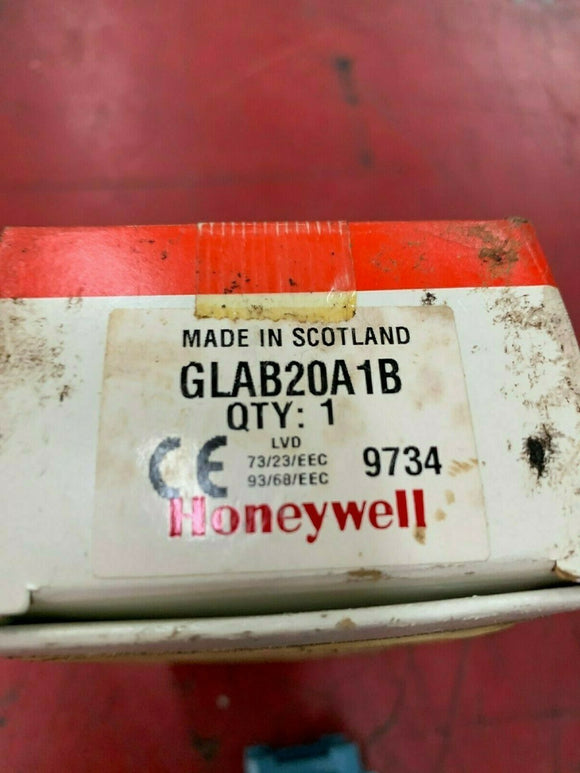 MADE IN SCOTLAND
GLAB20A1B
QTY: 1
LVD
CE 73/23/EEC 9734
93/68/EEC
Honeywell